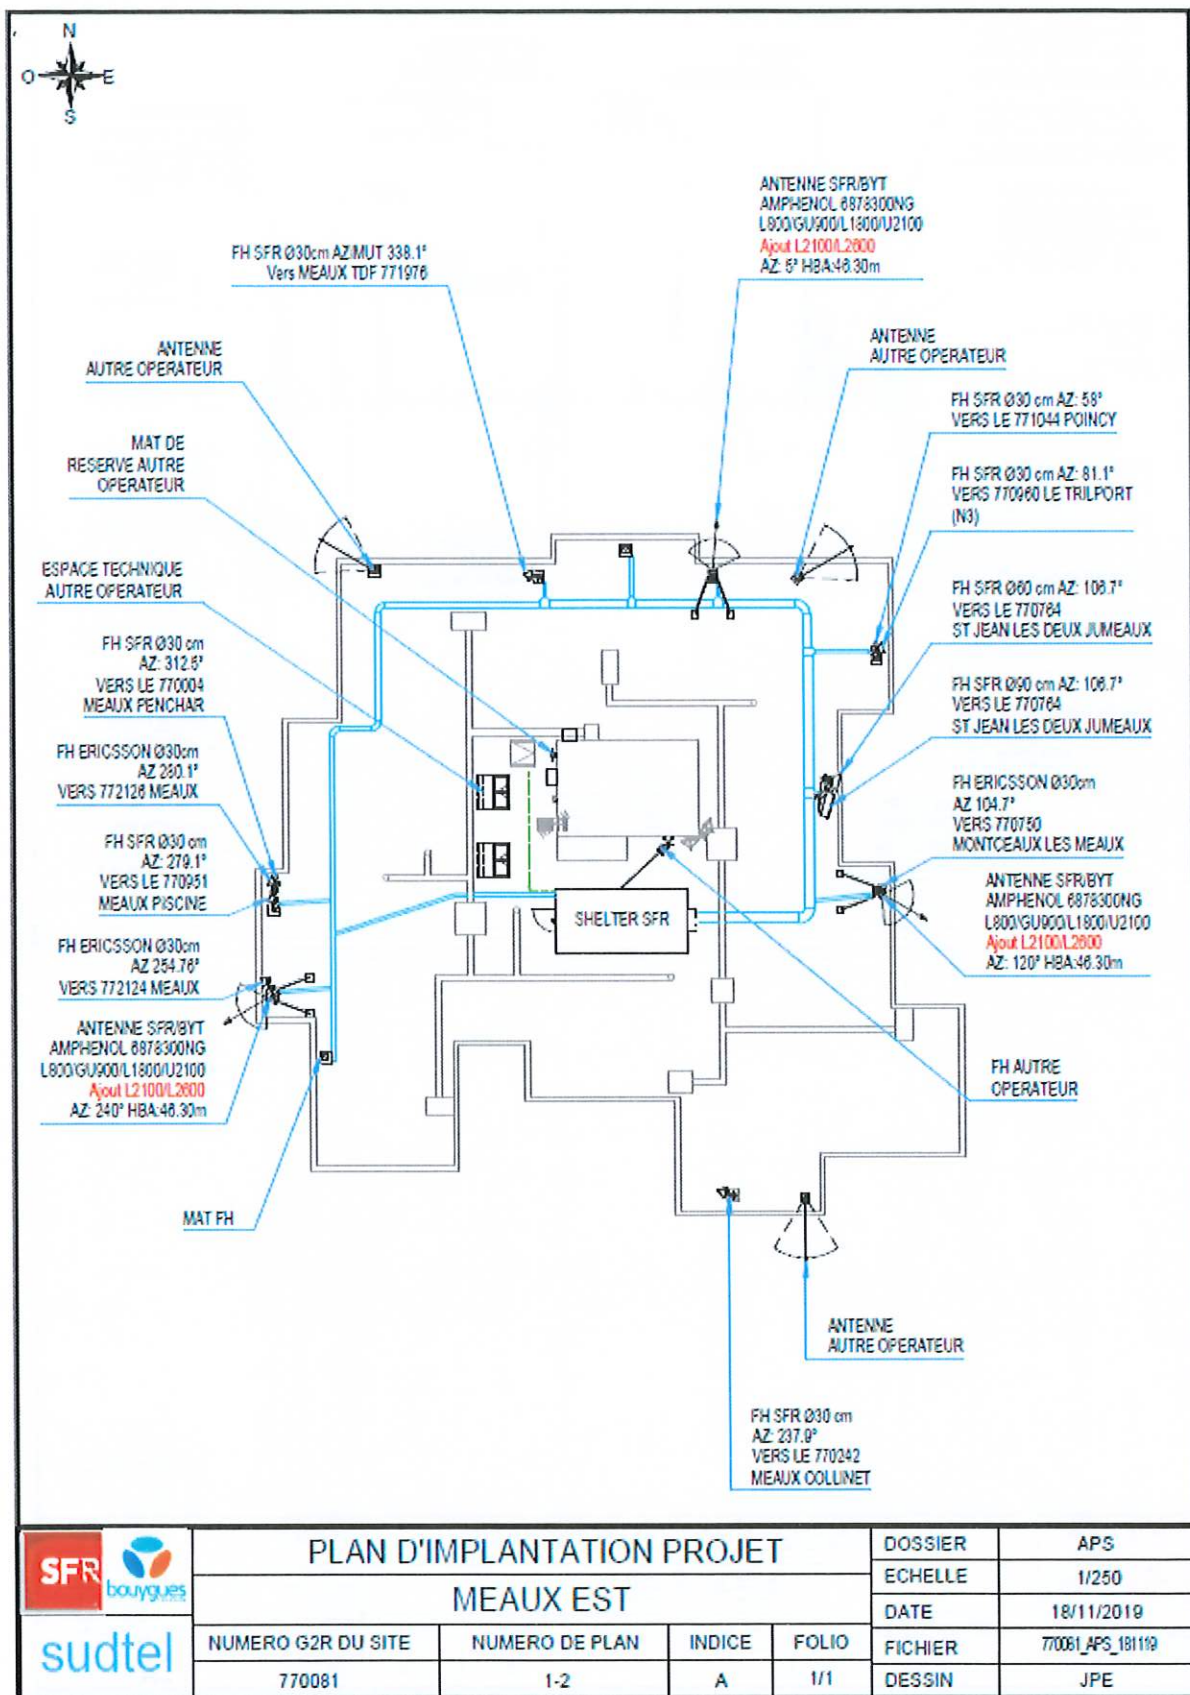 N
O E
S
ANTENNE SFR/BYT
AMPHENOL 6878300NG
L800/GU900/L1800/U2100
Ajout L2100/L2600
AZ: 5° HBA:46.30m
FH SFR Ø30cm AZIMUT 338.1°
Vers MEAUX TDF 771976
ANTENNE
AUTRE OPERATEUR
ANTENNE
AUTRE OPERATEUR
FH SFR Ø30 cm AZ: 58°
VERS LE 771044 POINCY
MAT DE
RESERVE AUTRE
OPERATEUR
FH SFR Ø30 cm AZ: 81.1°
VERS 770960 LE TRILPORT
(N3)
ESPACE TECHNIQUE
AUTRE OPERATEUR
FH SFR Ø60 cm AZ: 106.7°
VERS LE 770764
ST JEAN LES DEUX JUMEAUX
FH SFR Ø30 cm
AZ: 312.6°
VERS LE 770004
MEAUX PENCHAR
FH SFR Ø90 cm AZ: 106.7°
VERS LE 770764
ST JEAN LES DEUX JUMEAUX
FH ERICSSON Ø30cm
AZ 280.1°
VERS 772126 MEAUX
FH ERICSSON Ø30cm
AZ 104.7°
VERS 770750
MONTCEAUX LES MEAUX
FH SFR Ø30 cm
AZ: 279.1°
VERS LE 770951
MEAUX PISCINE
ANTENNE SFR/BYT
AMPHENOL 6878300NG
L800/GU900/L1800/U2100
Ajout L2100/L2600
AZ: 120° HBA:46.30m
SHELTER SFR
FH ERICSSON Ø30cm
AZ 254.76°
VERS 772124 MEAUX
ANTENNE SFR/BYT
AMPHENOL 6878300NG
L800/GU900/L1800/U2100
Ajout L2100/L2600
AZ: 240° HBA:46.30m
FH AUTRE
OPERATEUR
MAT FH
ANTENNE
AUTRE OPERATEUR
FH SFR Ø30 cm
AZ: 237.9°
VERS LE 770242
MEAUX COLLINET
SFR
bouygues
sudtel
PLAN D'IMPLANTATION PROJET
MEAUX EST
NUMERO G2R DU SITE NUMERO DE PLAN INDICE FOLIO
770081 1-2 A 1/1
DOSSIER APS
ECHELLE 1/250
DATE 18/11/2019
FICHIER 770081_APS_181119
DESSIN JPE